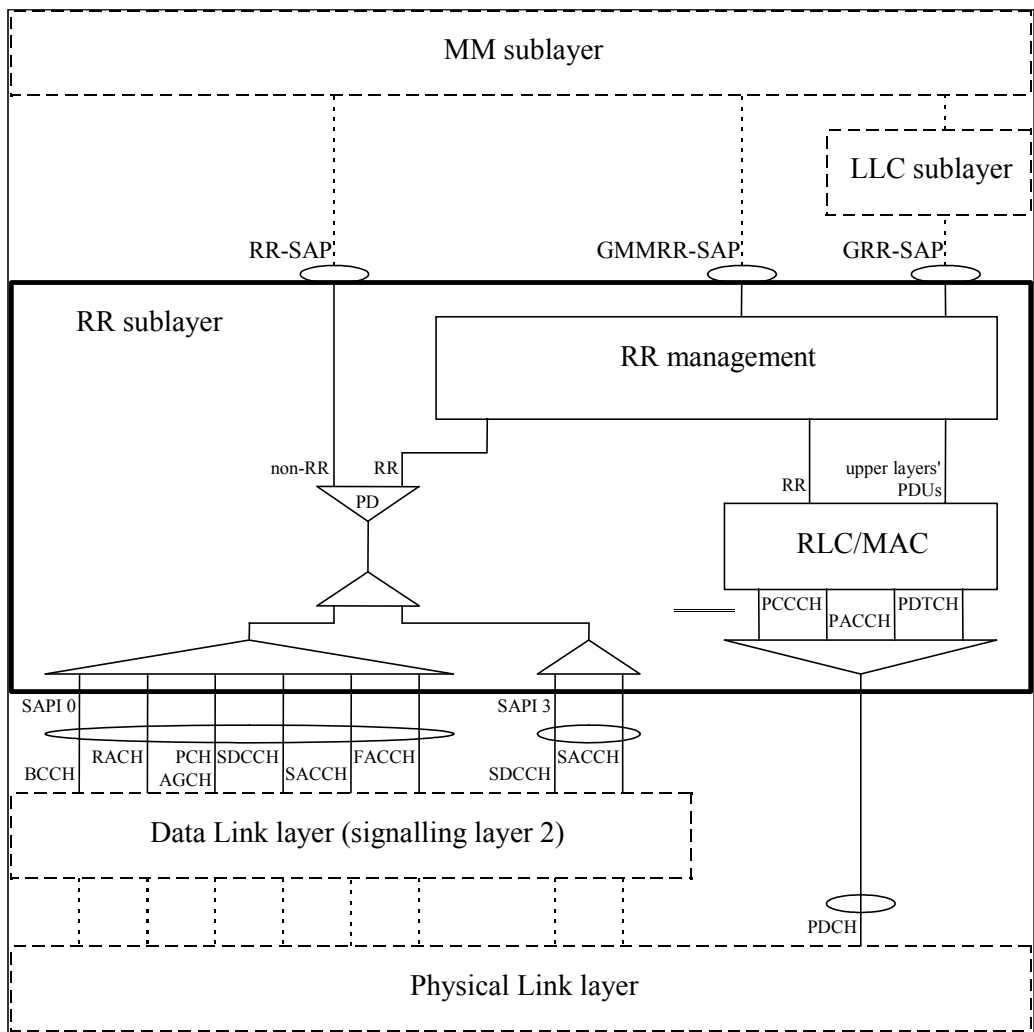 MM sublayer
LLC sublayer
RR-SAP
GMMRR-SAP
GRR-SAP
RR sublayer
RR management
non-RR
RR
PD
RR
upper layers'
PDUs
RLC/MAC
PCCCH
PACCH
PDTCH
SAPI 0
SAPI 3
BCCH
RACH
PCH
AGCH
SDCCH
SACCH
FACCH
SDCCH
SACCH
Data Link layer (signalling layer 2)
PDCH
Physical Link layer